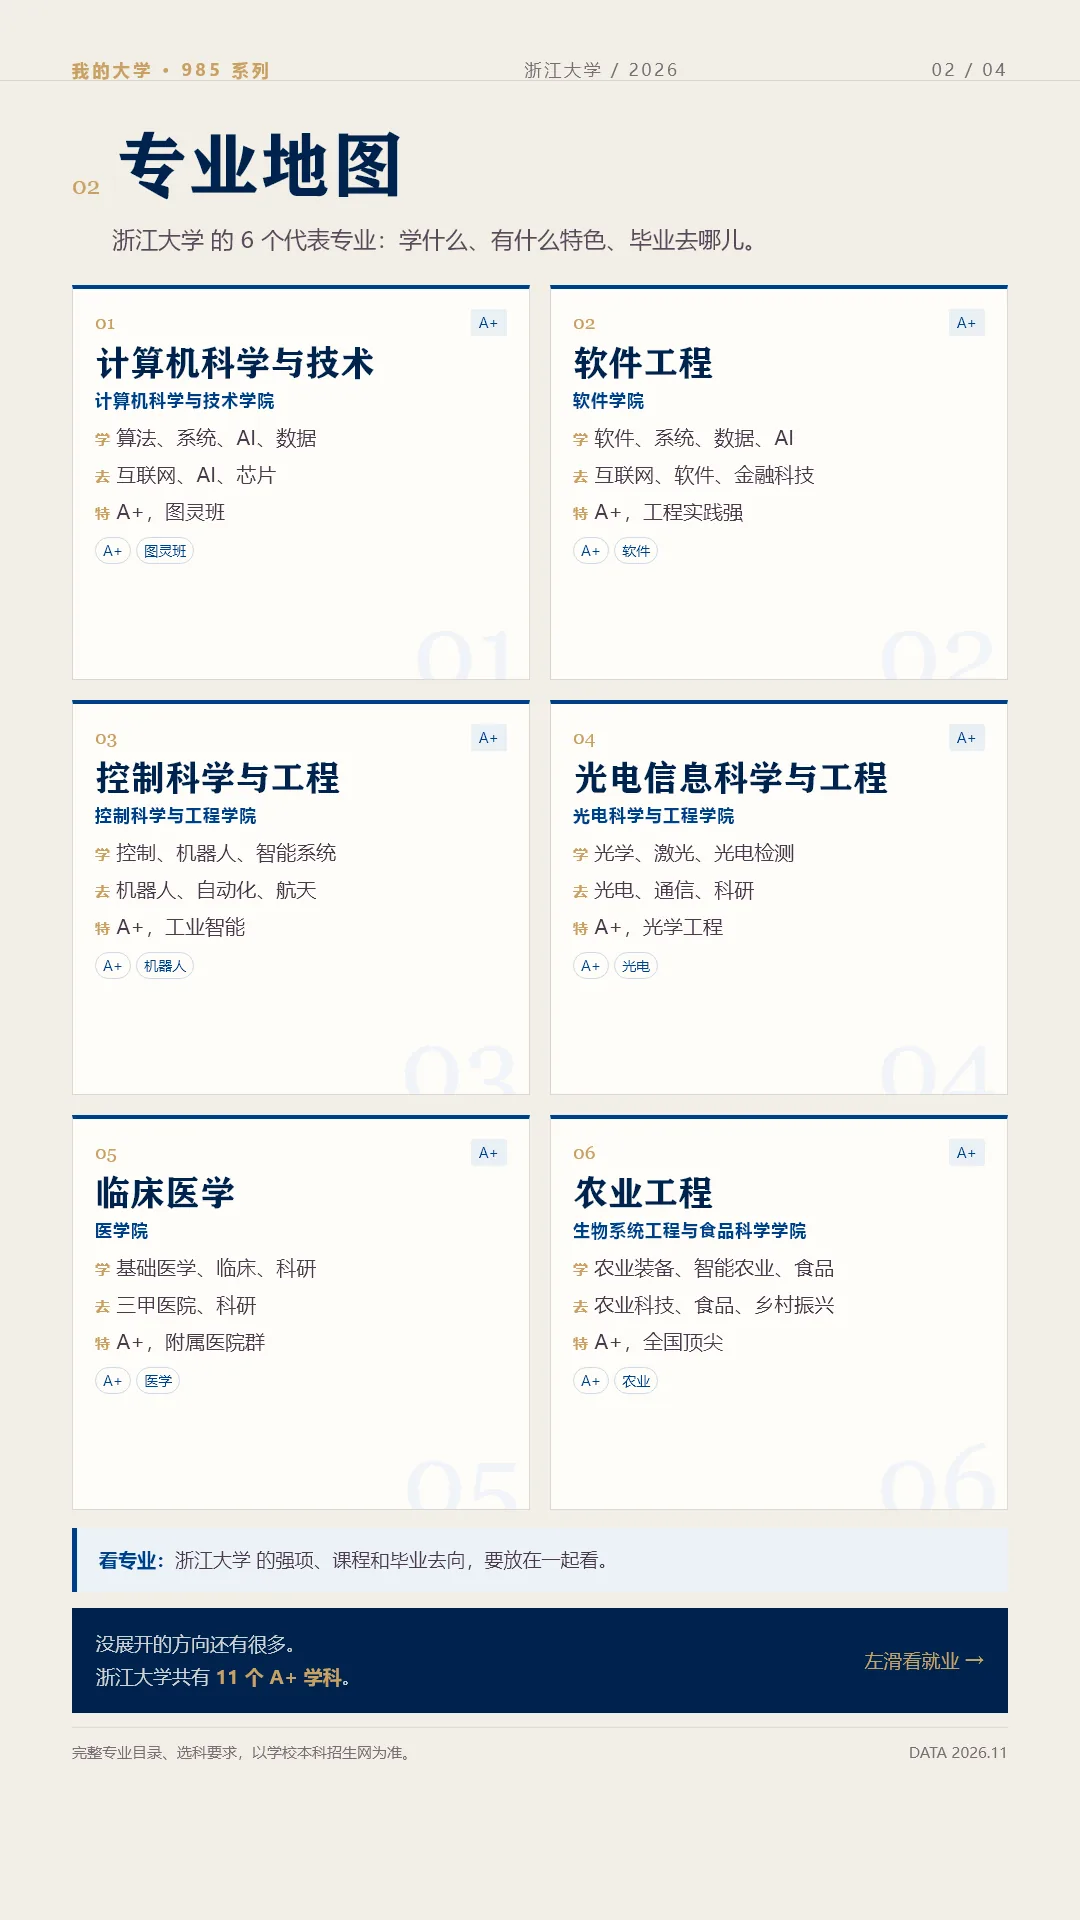 我的大学 • 985 系列
浙江大学 / 2026
02 / 04
02 专业地图
浙江大学 的 6 个代表专业：学什么、有什么特色、毕业去哪儿。
01
A+
计算机科学与技术
计算机科学与技术学院
学 算法、系统、AI、数据
去 互联网、AI、芯片
特 A+，图灵班
A+ 图灵班
01
02
A+
软件工程
软件学院
学 软件、系统、数据、AI
去 互联网、软件、金融科技
特 A+，工程实践强
A+ 软件
02
03
A+
控制科学与工程
控制科学与工程学院
学 控制、机器人、智能系统
去 机器人、自动化、航天
特 A+，工业智能
A+ 机器人
03
04
A+
光电信息科学与工程
光电科学与工程学院
学 光学、激光、光电检测
去 光电、通信、科研
特 A+，光学工程
A+ 光电
04
05
A+
临床医学
医学院
学 基础医学、临床、科研
去 三甲医院、科研
特 A+，附属医院群
A+ 医学
05
06
A+
农业工程
生物系统工程与食品科学学院
学 农业装备、智能农业、食品
去 农业科技、食品、乡村振兴
特 A+，全国顶尖
A+ 农业
06
看专业：浙江大学 的强项、课程和毕业去向，要放在一起看。
没展开的方向还有很多。
浙江大学共有 11 个 A+ 学科。
左滑看就业 →
完整专业目录、选科要求，以学校本科招生网为准。
DATA 2026.11